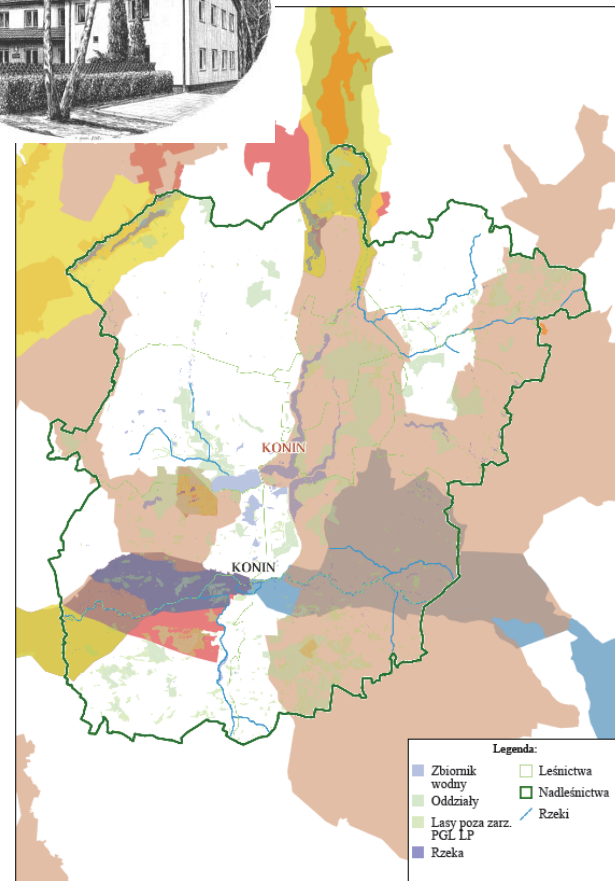 KONIN
KONIN
Legenda:
Zbiornik
wodny
Oddziały
Lasy poza zarz.
PGL LP
Rzeka
Leśnictwa
Nadleśnictwa
Rzeki